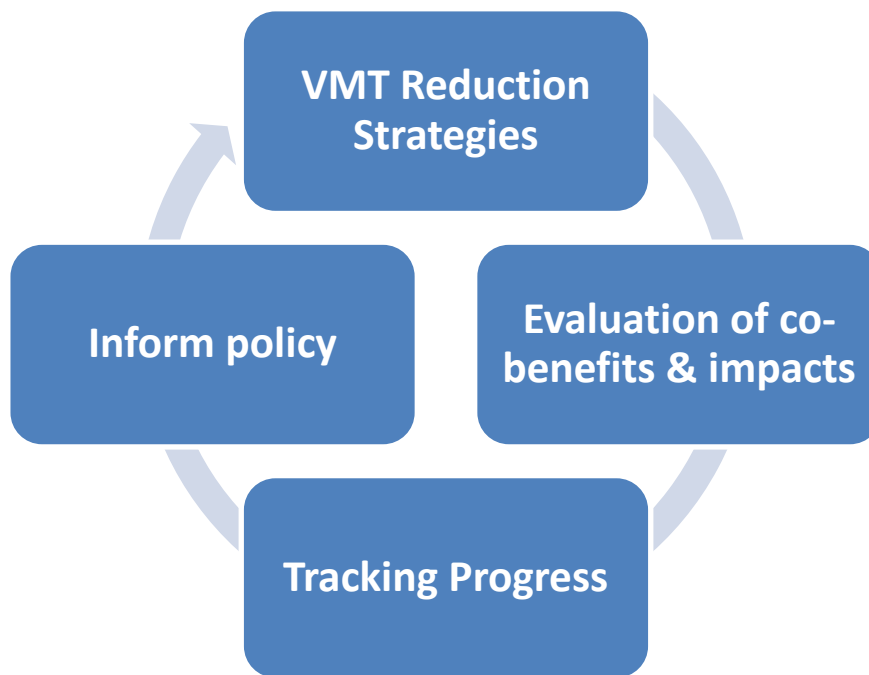 VMT Reduction
Strategies
Evaluation of co-
benefits & impacts
Tracking Progress
Inform policy